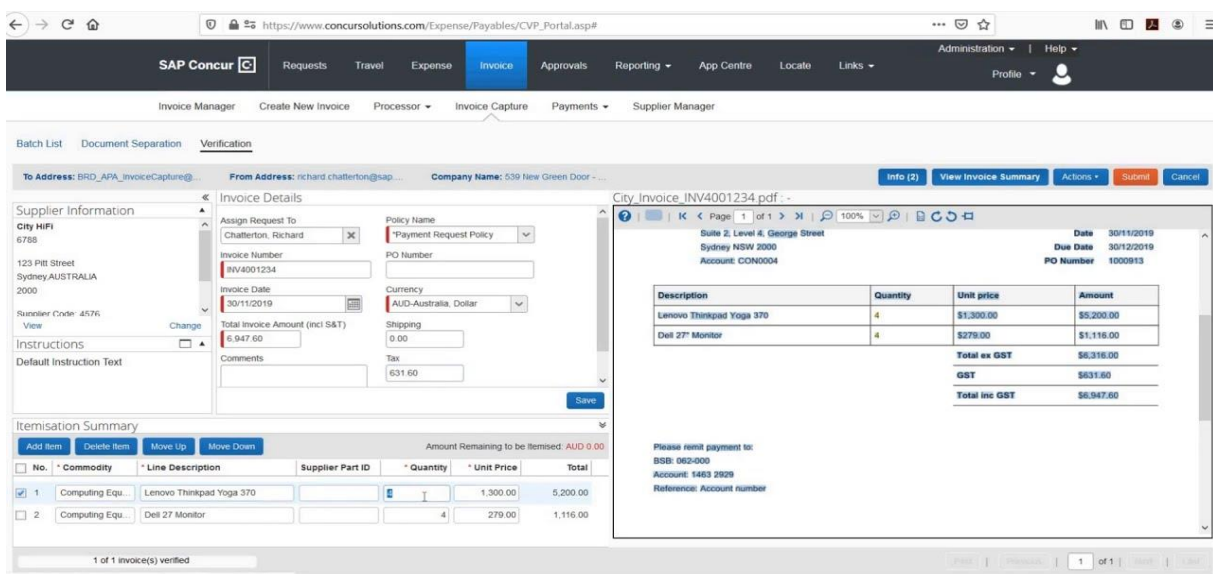 https://www.concursolutions.com/Expense/Payables/CVP_Portal.asp#
Administration | Help
SAP Concur C Requests Travel Expense Invoice Approvals Reporting App Centre Locate Links Profile
Invoice Manager Create New Invoice Processor Invoice Capture Payments Supplier Manager
Batch List Document Separation Verification
To Address: BRD_APA_InvoiceCapture@... From Address: richard chatterton@sap.... Company Name: 539 New Green Door - ... Info (2) View Invoice Summary Actions Submit Cancel
Supplier Information
City HiFi
6788
123 Pitt Street
Sydney,AUSTRALIA
2000
Supplier Code: 4576
View Change
Instructions
Default Instruction Text
Invoice Details
Assign Request To Policy Name
Chatterton, Richard *Payment Request Policy
Invoice Number PO Number
INV4001234
Invoice Date Currency
30/11/2019 AUD-Australia, Dollar
Total Invoice Amount (incl S&T) Shipping
6,947.60 0.00
Comments Tax
631.60
Save
Itemisation Summary
Add Item Delete Item Move Up Move Down Amount Remaining to be Itemised: AUD 0.00
No. * Commodity * Line Description Supplier Part ID * Quantity * Unit Price Total
1 Computing Equ... Lenovo Thinkpad Yoga 370 4 1,300.00 5,200.00
2 Computing Equ... Dell 27 Monitor 4 279.00 1,116.00
1 of 1 invoice(s) verified
City_Invoice_INV4001234.pdf : -
Page 1 of 1 100%
Suite 2, Level 4, George Street Date 30/11/2019
Sydney NSW 2000 Due Date 30/12/2019
Account: CON0004 PO Number 1000913
Description Quantity Unit price Amount
Lenovo Thinkpad Yoga 370 4 $1,300.00 $5,200.00
Dell 27" Monitor 4 $279.00 $1,116.00
Total ex GST $6,316.00
GST $631.60
Total inc GST $6,947.60
Please remit payment to:
BSB: 062-000
Account: 1463 2929
Reference: Account number
1 of 1